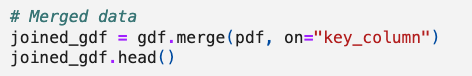 # Merged data
joined_gdf = gdf.merge(pdf, on="key_column")
joined_gdf.head()